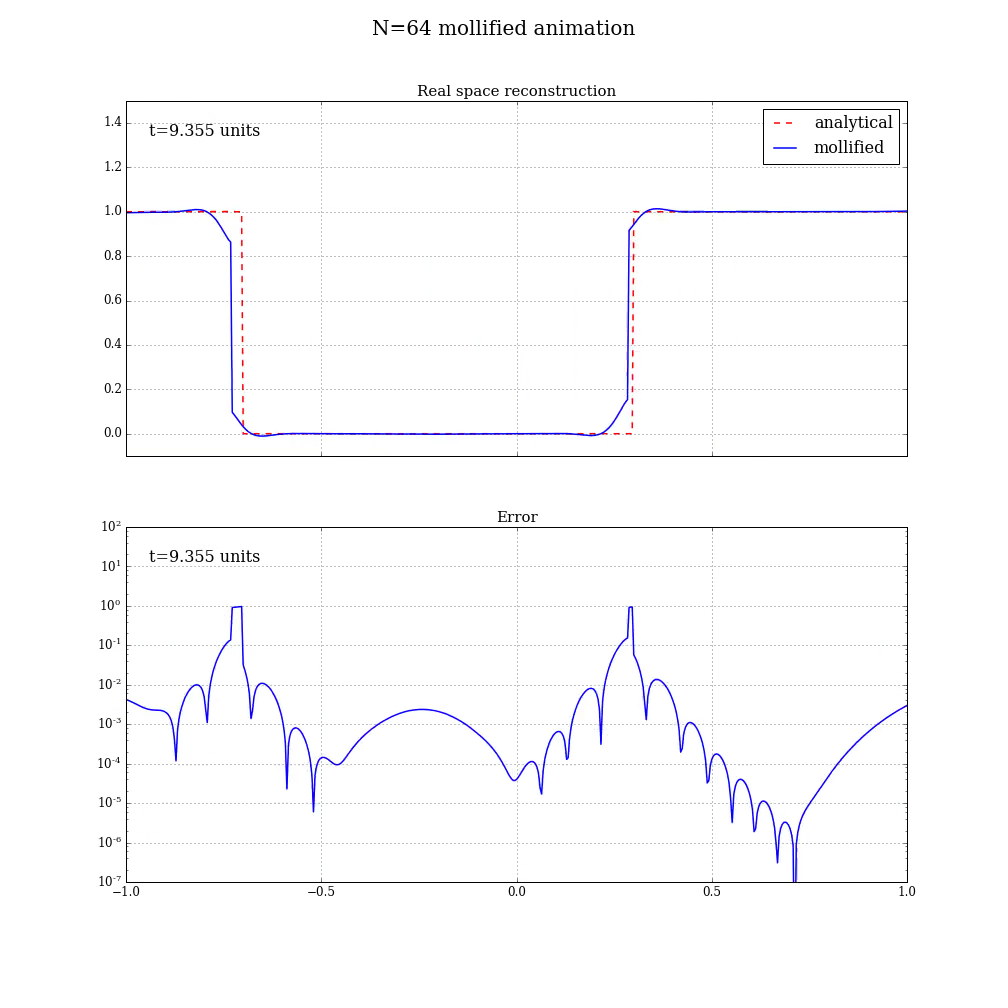 N=64 mollified animation
Real space reconstruction
t=9.355 units
analytical
mollified
1.4
1.2
1.0
0.8
0.6
0.4
0.2
0.0
Error
t=9.355 units
10²
10¹
10⁰
10⁻¹
10⁻²
10⁻³
10⁻⁴
10⁻⁵
10⁻⁶
10⁻⁷
−1.0 −0.5 0.0 0.5 1.0